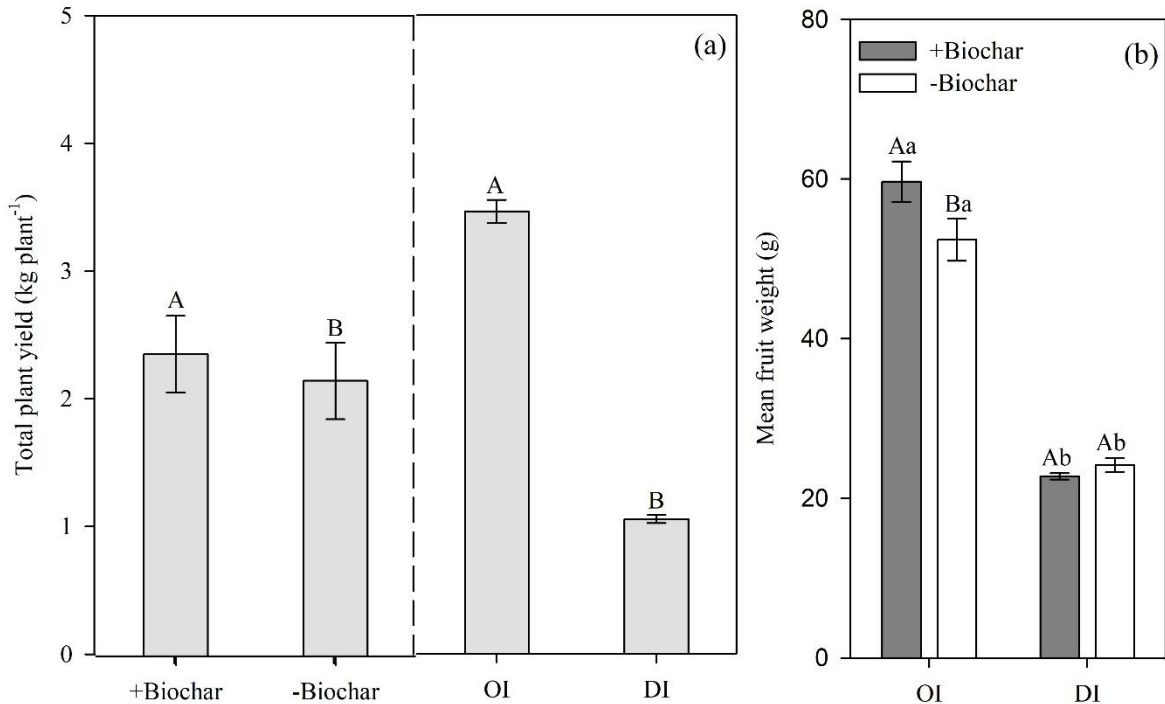 (a)
Total plant yield (kg plant⁻¹)
5
4
3
2
1
0
A
B
A
B
+Biochar
-Biochar
OI
DI
(b)
+Biochar
-Biochar
Mean fruit weight (g)
80
60
40
20
0
Aa
Ba
Ab
Ab
OI
DI